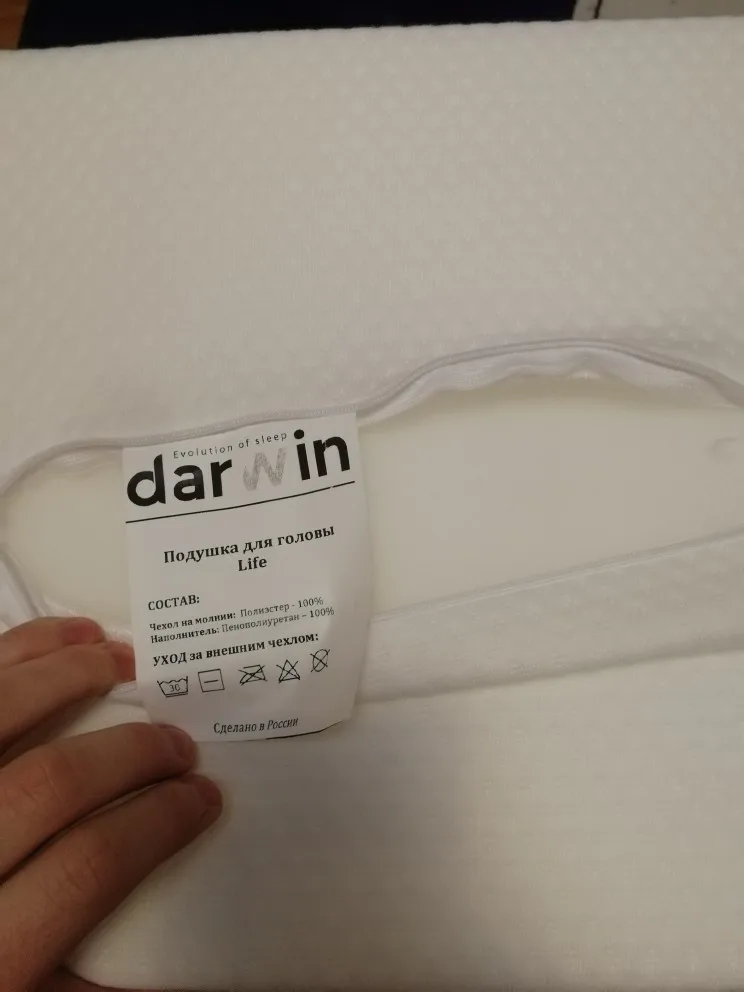 Evolution of sleep
darwin
Подушка для головы
Life
СОСТАВ:
Чехол на молнии: Полиэстер - 100%
Наполнитель: Пенополиуретан - 100%
УХОД за внешним чехлом:
30
Сделано в России